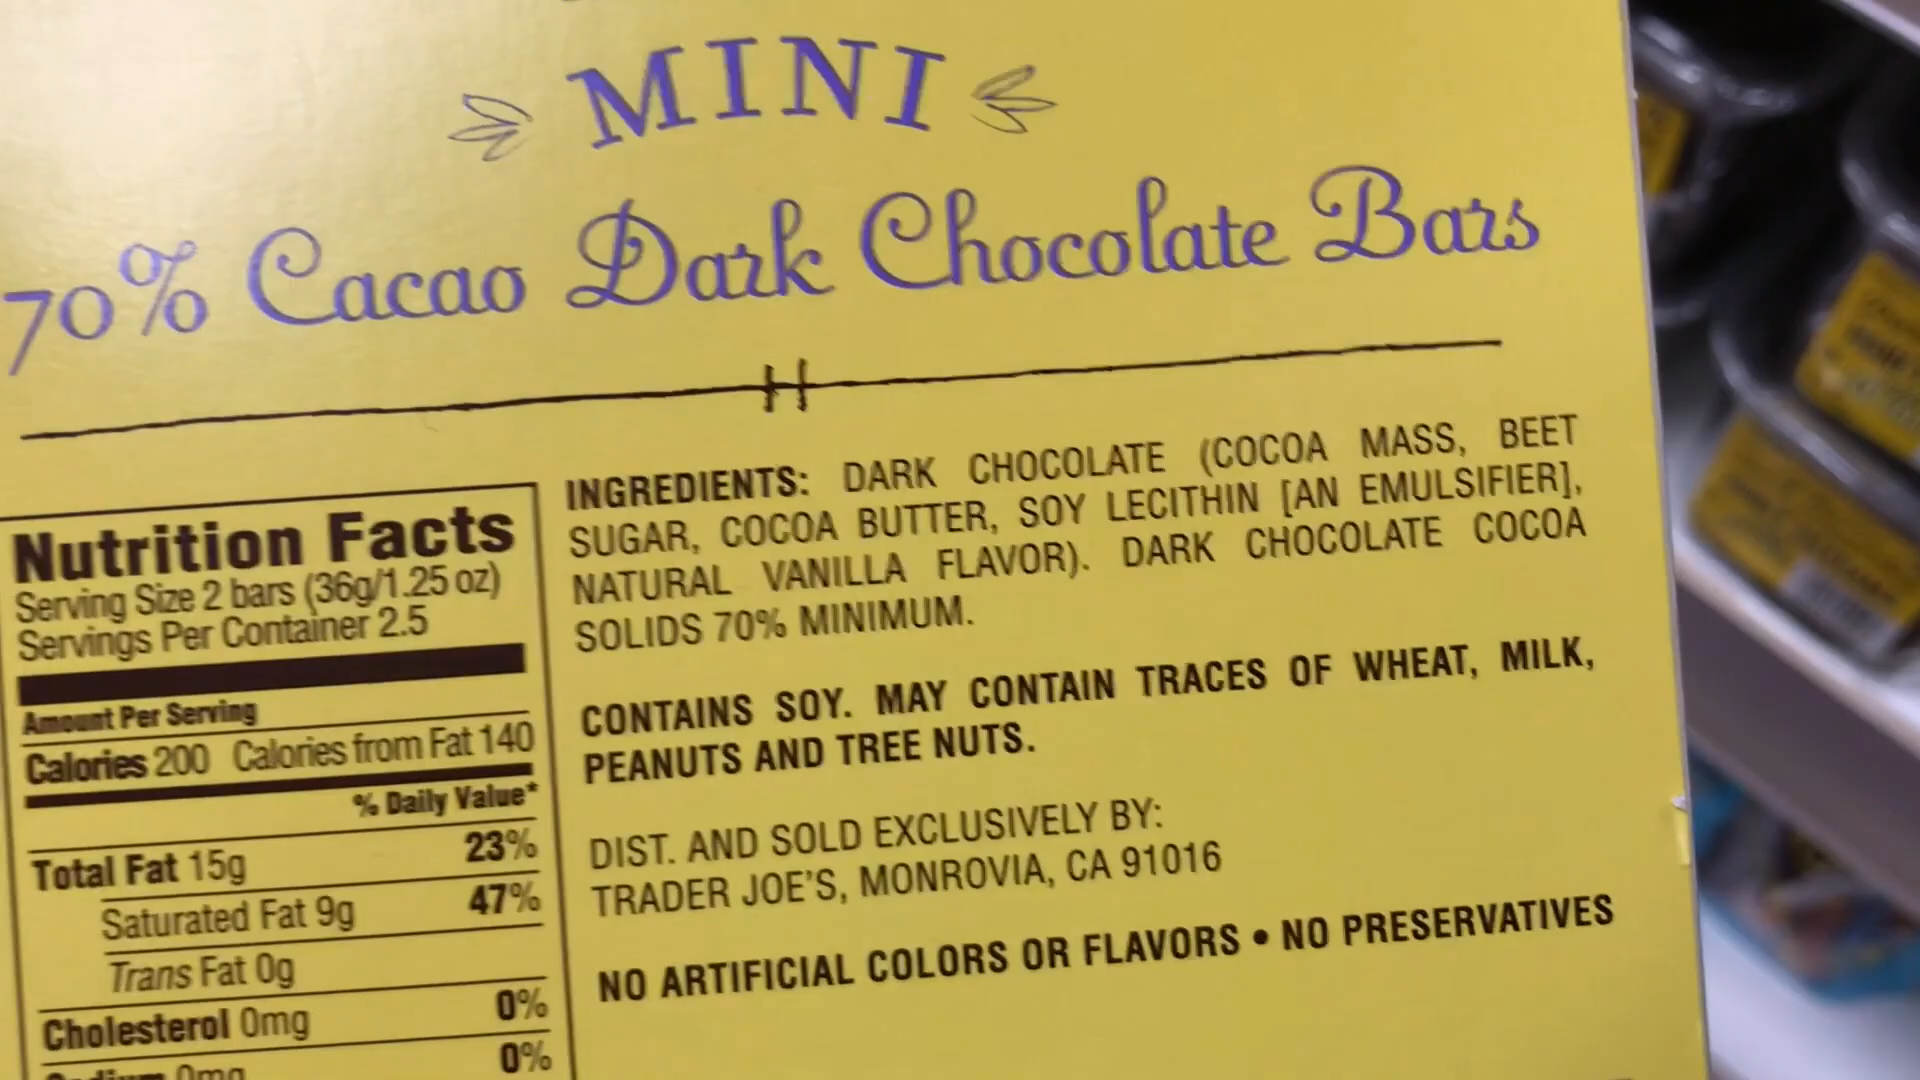 MINI
70% Cacao Dark Chocolate Bars
Nutrition Facts
Serving Size 2 bars (36g/1.25 oz)
Servings Per Container 2.5
Amount Per Serving
Calories 200 Calories from Fat 140
% Daily Value*
Total Fat 15g 23%
Saturated Fat 9g 47%
Trans Fat 0g
Cholesterol 0mg 0%
Sodium 0mg 0%
INGREDIENTS: DARK CHOCOLATE (COCOA MASS, BEET
SUGAR, COCOA BUTTER, SOY LECITHIN [AN EMULSIFIER],
NATURAL VANILLA FLAVOR). DARK CHOCOLATE COCOA
SOLIDS 70% MINIMUM.
CONTAINS SOY. MAY CONTAIN TRACES OF WHEAT, MILK,
PEANUTS AND TREE NUTS.
DIST. AND SOLD EXCLUSIVELY BY:
TRADER JOE'S, MONROVIA, CA 91016
NO ARTIFICIAL COLORS OR FLAVORS • NO PRESERVATIVES